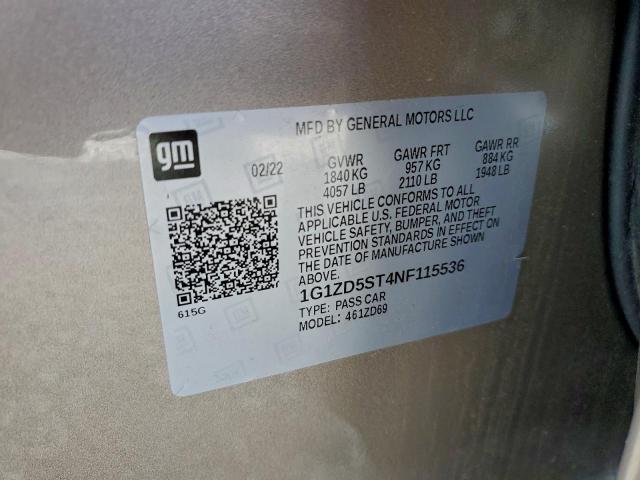 MFD BY GENERAL MOTORS LLC
gm
02/22 GVWR GAWR FRT GAWR RR
1840 KG 957 KG 884 KG
4057 LB 2110 LB 1948 LB
THIS VEHICLE CONFORMS TO ALL
APPLICABLE U.S. FEDERAL MOTOR
VEHICLE SAFETY, BUMPER, AND THEFT
PREVENTION STANDARDS IN EFFECT ON
THE DATE OF MANUFACTURE SHOWN
ABOVE.
1G1ZD5ST4NF115536
TYPE: PASS CAR
MODEL: 461ZD69
615G